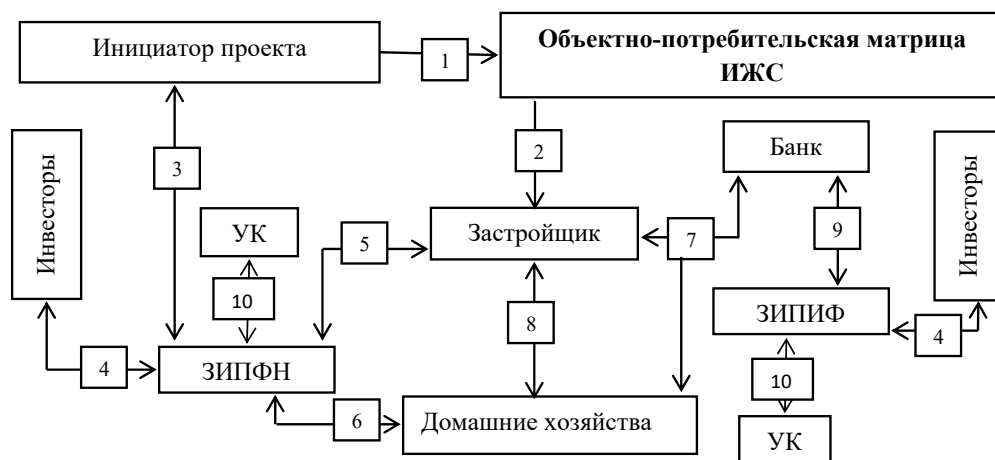 Инициатор проекта
1
Объектно-потребительская матрица
ИЖС
Инвесторы
3
2
Банк
Инвесторы
УК
5
Застройщик
7
9
10
8
ЗИПИФ
4
4
ЗИПФН
10
6
Домашние хозяйства
УК